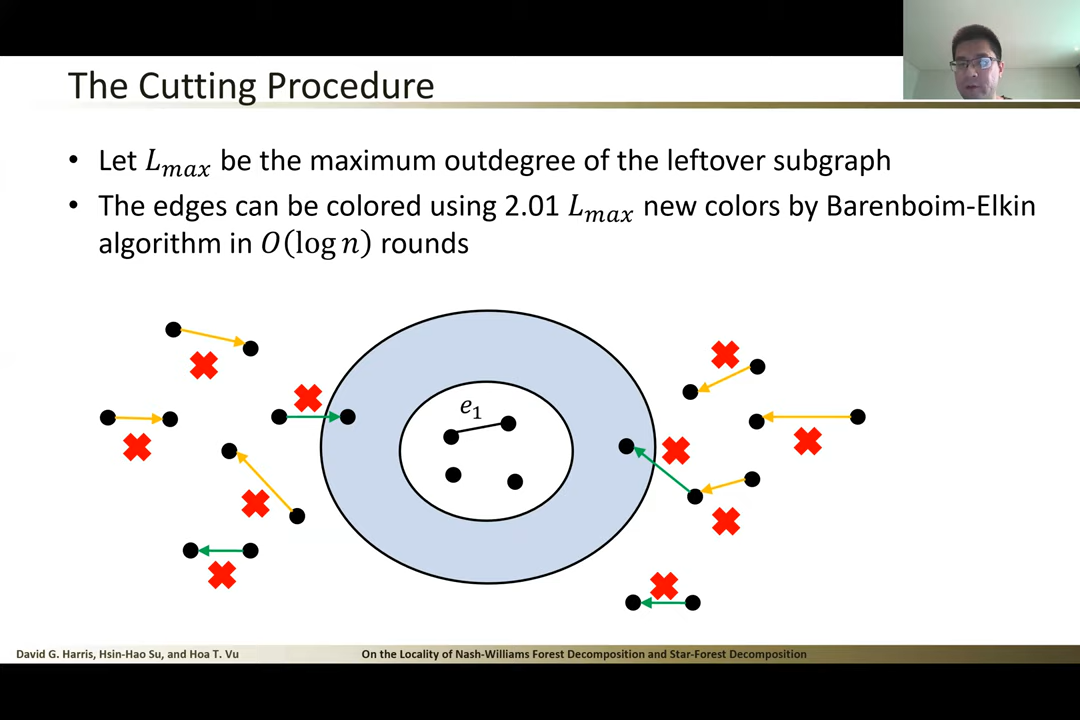 The Cutting Procedure
• Let L_max be the maximum outdegree of the leftover subgraph
• The edges can be colored using 2.01 L_max new colors by Barenboim-Elkin
algorithm in O(log n) rounds
e_1
David G. Harris, Hsin-Hao Su, and Hoa T. Vu
On the Locality of Nash-Williams Forest Decomposition and Star-Forest Decomposition